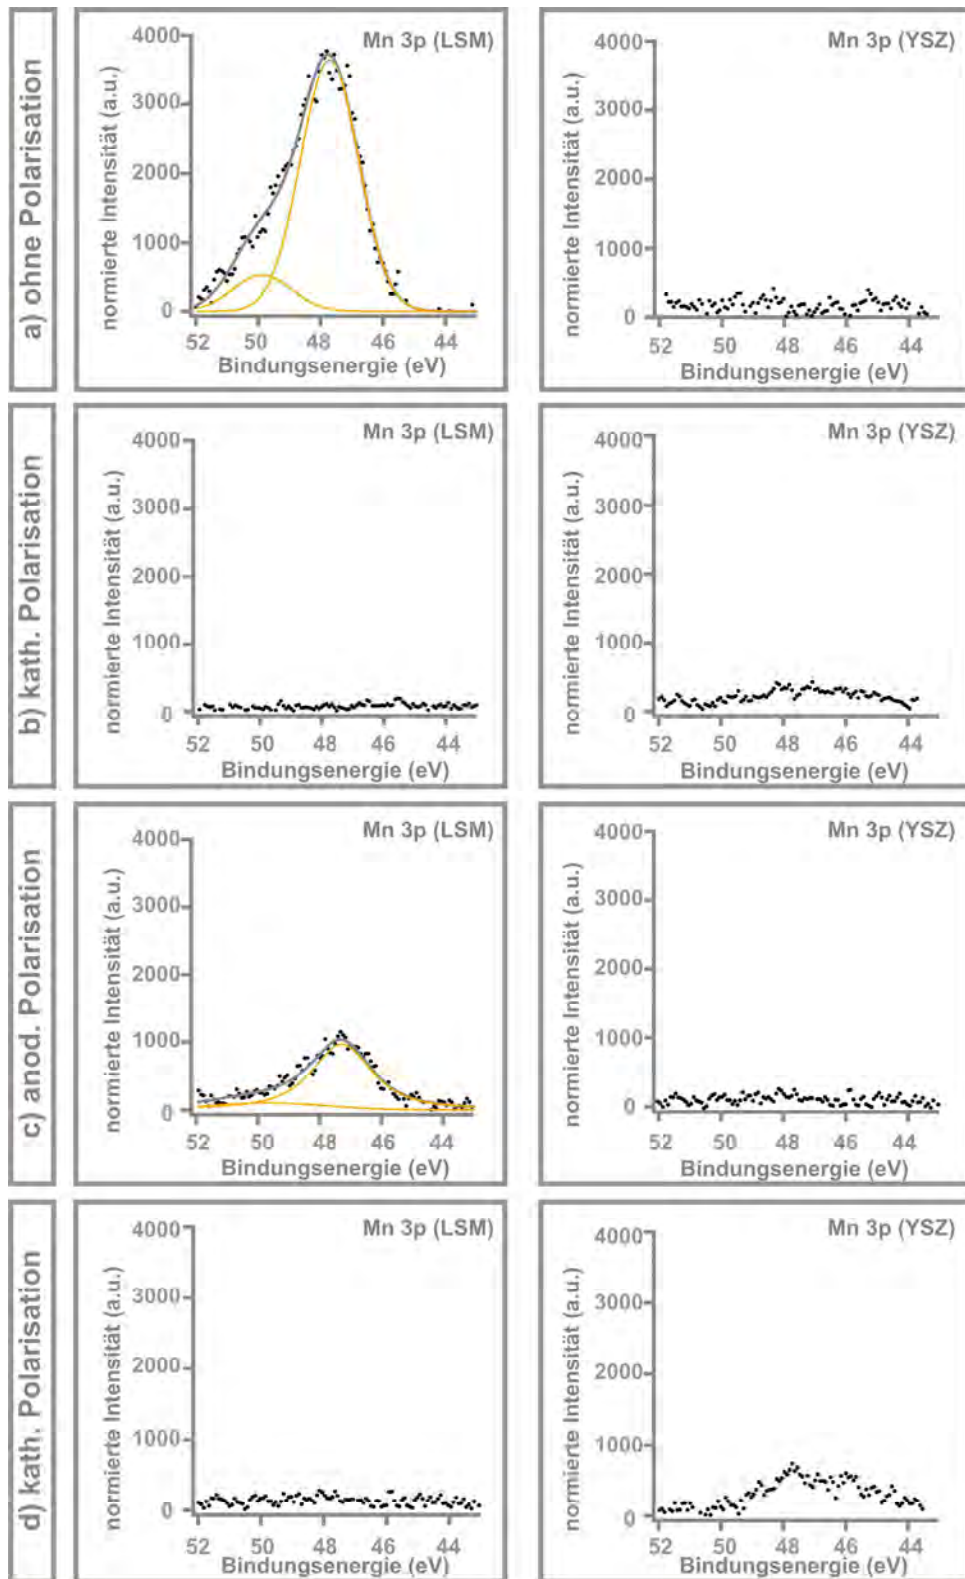 a) ohne Polarisation
Mn 3p (LSM)
normierte Intensität (a.u.)
4000
3000
2000
1000
0
52 50 48 46 44
Bindungsenergie (eV)
Mn 3p (YSZ)
normierte Intensität (a.u.)
4000
3000
2000
1000
0
52 50 48 46 44
Bindungsenergie (eV)
b) kath. Polarisation
Mn 3p (LSM)
normierte Intensität (a.u.)
4000
3000
2000
1000
0
52 50 48 46 44
Bindungsenergie (eV)
Mn 3p (YSZ)
normierte Intensität (a.u.)
4000
3000
2000
1000
0
52 50 48 46 44
Bindungsenergie (eV)
c) anod. Polarisation
Mn 3p (LSM)
normierte Intensität (a.u.)
4000
3000
2000
1000
0
52 50 48 46 44
Bindungsenergie (eV)
Mn 3p (YSZ)
normierte Intensität (a.u.)
4000
3000
2000
1000
0
52 50 48 46 44
Bindungsenergie (eV)
d) kath. Polarisation
Mn 3p (LSM)
normierte Intensität (a.u.)
4000
3000
2000
1000
0
52 50 48 46 44
Bindungsenergie (eV)
Mn 3p (YSZ)
normierte Intensität (a.u.)
4000
3000
2000
1000
0
52 50 48 46 44
Bindungsenergie (eV)